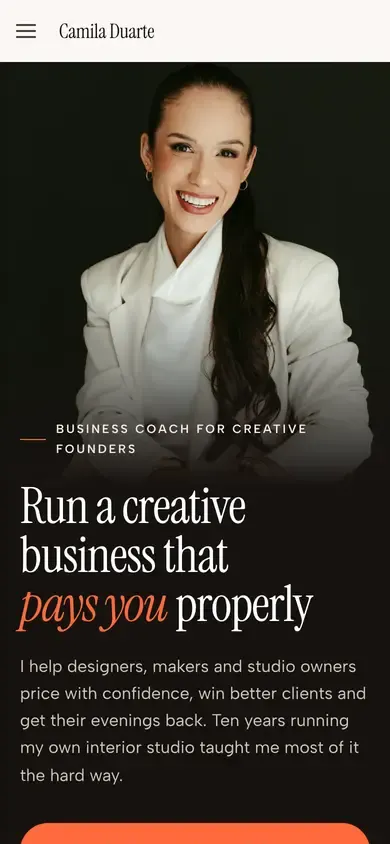 Camila Duarte
BUSINESS COACH FOR CREATIVE
FOUNDERS
Run a creative
business that
pays you properly
I help designers, makers and studio owners
price with confidence, win better clients and
get their evenings back. Ten years running
my own interior studio taught me most of it
the hard way.